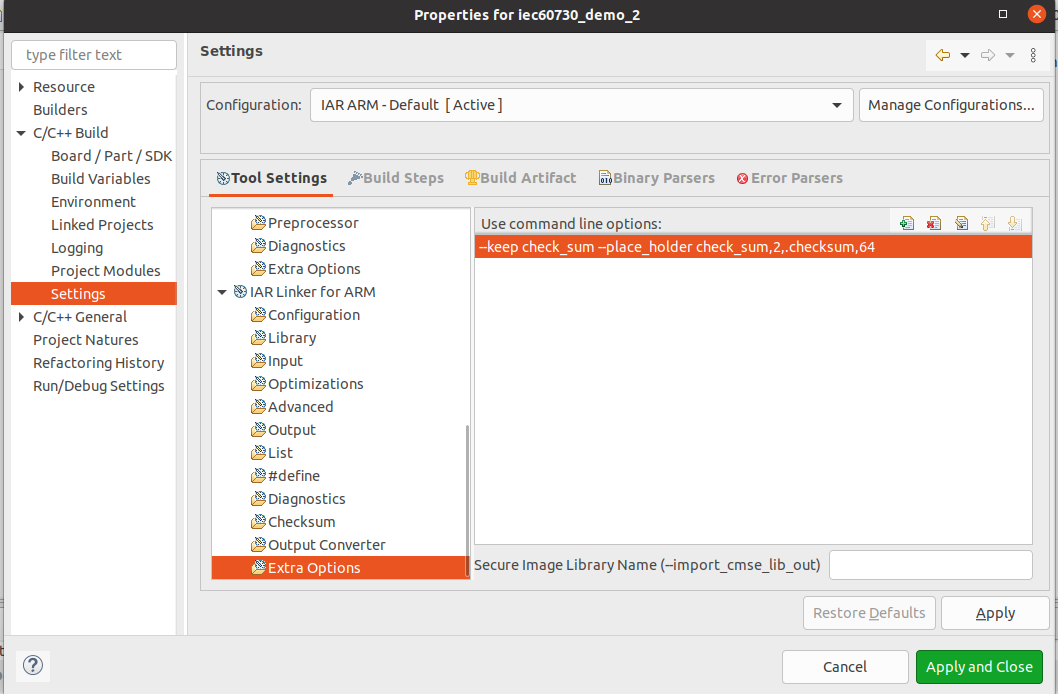 Properties for iec60730_demo_2
type filter text
Resource
Builders
C/C++ Build
Board / Part / SDK
Build Variables
Environment
Linked Projects
Logging
Project Modules
Settings
C/C++ General
Project Natures
Refactoring History
Run/Debug Settings
Settings
Configuration: IAR ARM - Default [ Active ] Manage Configurations...
Tool Settings Build Steps Build Artifact Binary Parsers Error Parsers
Preprocessor
Diagnostics
Extra Options
IAR Linker for ARM
Configuration
Library
Input
Optimizations
Advanced
Output
List
#define
Diagnostics
Checksum
Output Converter
Extra Options
Use command line options:
--keep check_sum --place_holder check_sum,2,.checksum,64
Secure Image Library Name (--import_cmse_lib_out)
Restore Defaults Apply
Cancel Apply and Close